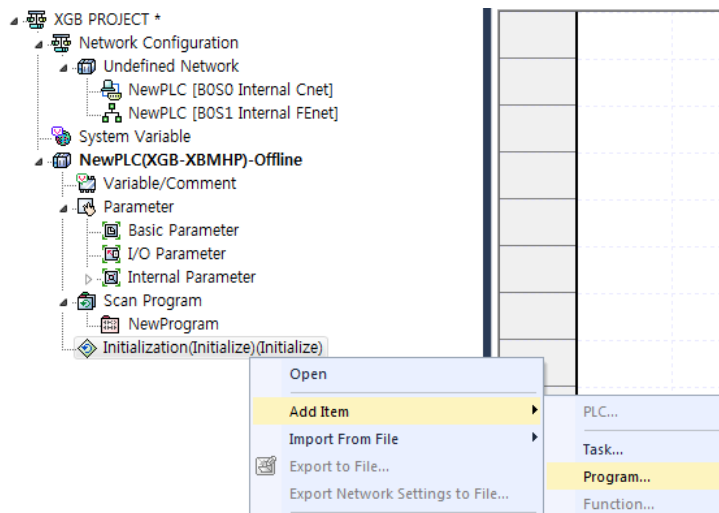 XGB PROJECT *
Network Configuration
Undefined Network
NewPLC [B0S0 Internal Cnet]
NewPLC [B0S1 Internal FEnet]
System Variable
NewPLC(XGB-XBMHP)-Offline
Variable/Comment
Parameter
Basic Parameter
I/O Parameter
Internal Parameter
Scan Program
NewProgram
Initialization(Initialize)(Initialize)
Open
Add Item
Import From File
Export to File...
Export Network Settings to File...
PLC...
Task...
Program...
Function...